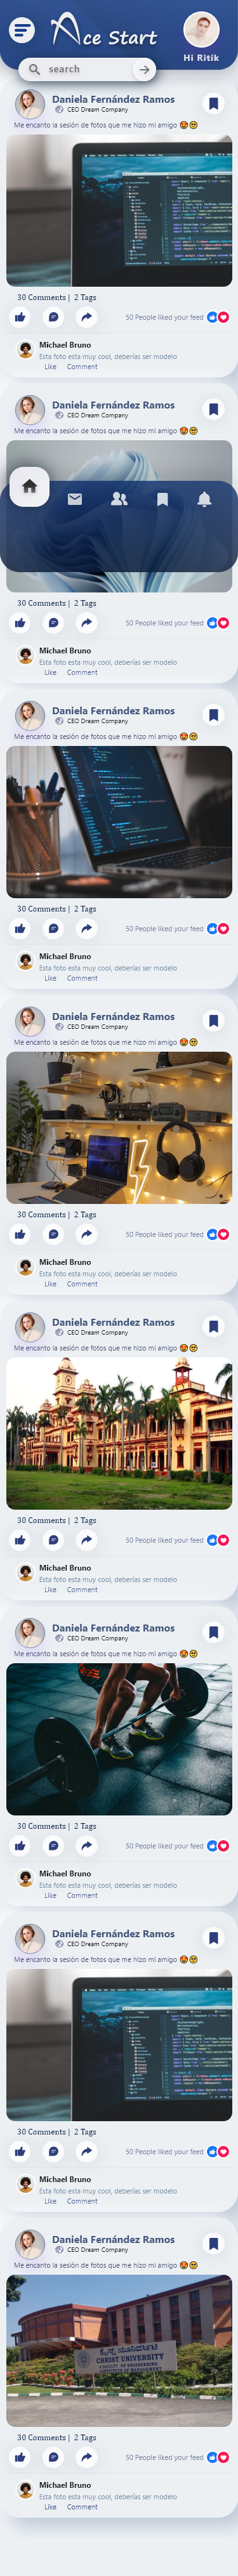 Ace Start
Hi Ritik
search
Daniela Fernández Ramos
CEO Dream Company
Me encanto la sesión de fotos que me hizo mi amigo
30 Comments | 2 Tags
50 People liked your feed
Michael Bruno
Esta foto esta muy cool, deberías ser modelo
Like Comment
Daniela Fernández Ramos
CEO Dream Company
Me encanto la sesión de fotos que me hizo mi amigo
30 Comments | 2 Tags
50 People liked your feed
Michael Bruno
Esta foto esta muy cool, deberías ser modelo
Like Comment
Daniela Fernández Ramos
CEO Dream Company
Me encanto la sesión de fotos que me hizo mi amigo
30 Comments | 2 Tags
50 People liked your feed
Michael Bruno
Esta foto esta muy cool, deberías ser modelo
Like Comment
Daniela Fernández Ramos
CEO Dream Company
Me encanto la sesión de fotos que me hizo mi amigo
30 Comments | 2 Tags
50 People liked your feed
Michael Bruno
Esta foto esta muy cool, deberías ser modelo
Like Comment
Daniela Fernández Ramos
CEO Dream Company
Me encanto la sesión de fotos que me hizo mi amigo
30 Comments | 2 Tags
50 People liked your feed
Michael Bruno
Esta foto esta muy cool, deberías ser modelo
Like Comment
Daniela Fernández Ramos
CEO Dream Company
Me encanto la sesión de fotos que me hizo mi amigo
30 Comments | 2 Tags
50 People liked your feed
Michael Bruno
Esta foto esta muy cool, deberías ser modelo
Like Comment
Daniela Fernández Ramos
CEO Dream Company
Me encanto la sesión de fotos que me hizo mi amigo
30 Comments | 2 Tags
50 People liked your feed
Michael Bruno
Esta foto esta muy cool, deberías ser modelo
Like Comment
Daniela Fernández Ramos
CEO Dream Company
Me encanto la sesión de fotos que me hizo mi amigo
CHRIST UNIVERSITY
FACULTY OF ENGINEERING
INSTITUTE OF MANAGEMENT
30 Comments | 2 Tags
50 People liked your feed
Michael Bruno
Esta foto esta muy cool, deberías ser modelo
Like Comment